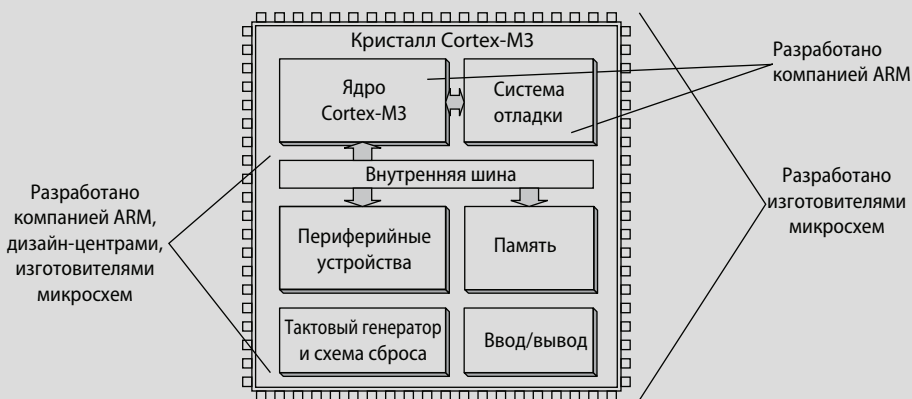 Кристалл Cortex-M3
Ядро
Cortex-M3
Система
отладки
Разработано
компанией ARM
Внутренняя шина
Разработано
компанией ARM,
дизайн-центрами,
изготовителями
микросхем
Периферийные
устройства
Память
Разработано
изготовителями
микросхем
Тактовый генератор
и схема сброса
Ввод/вывод